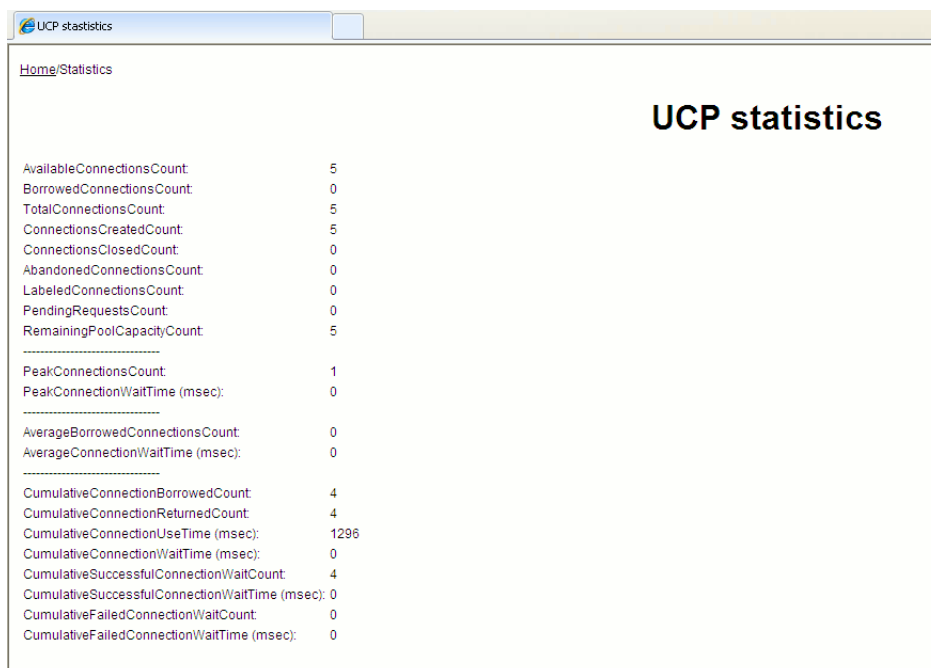 UCP stastistics
Home/Statistics
UCP statistics
AvailableConnectionsCount: 5
BorrowedConnectionsCount: 0
TotalConnectionsCount: 5
ConnectionsCreatedCount: 5
ConnectionsClosedCount: 0
AbandonedConnectionsCount: 0
LabeledConnectionsCount: 0
PendingRequestsCount: 0
RemainingPoolCapacityCount: 5
--------------------------------
PeakConnectionsCount: 1
PeakConnectionWaitTime (msec): 0
--------------------------------
AverageBorrowedConnectionsCount: 0
AverageConnectionWaitTime (msec): 0
--------------------------------
CumulativeConnectionBorrowedCount: 4
CumulativeConnectionReturnedCount: 4
CumulativeConnectionUseTime (msec): 1296
CumulativeConnectionWaitTime (msec): 0
CumulativeSuccessfulConnectionWaitCount: 4
CumulativeSuccessfulConnectionWaitTime (msec): 0
CumulativeFailedConnectionWaitCount: 0
CumulativeFailedConnectionWaitTime (msec): 0